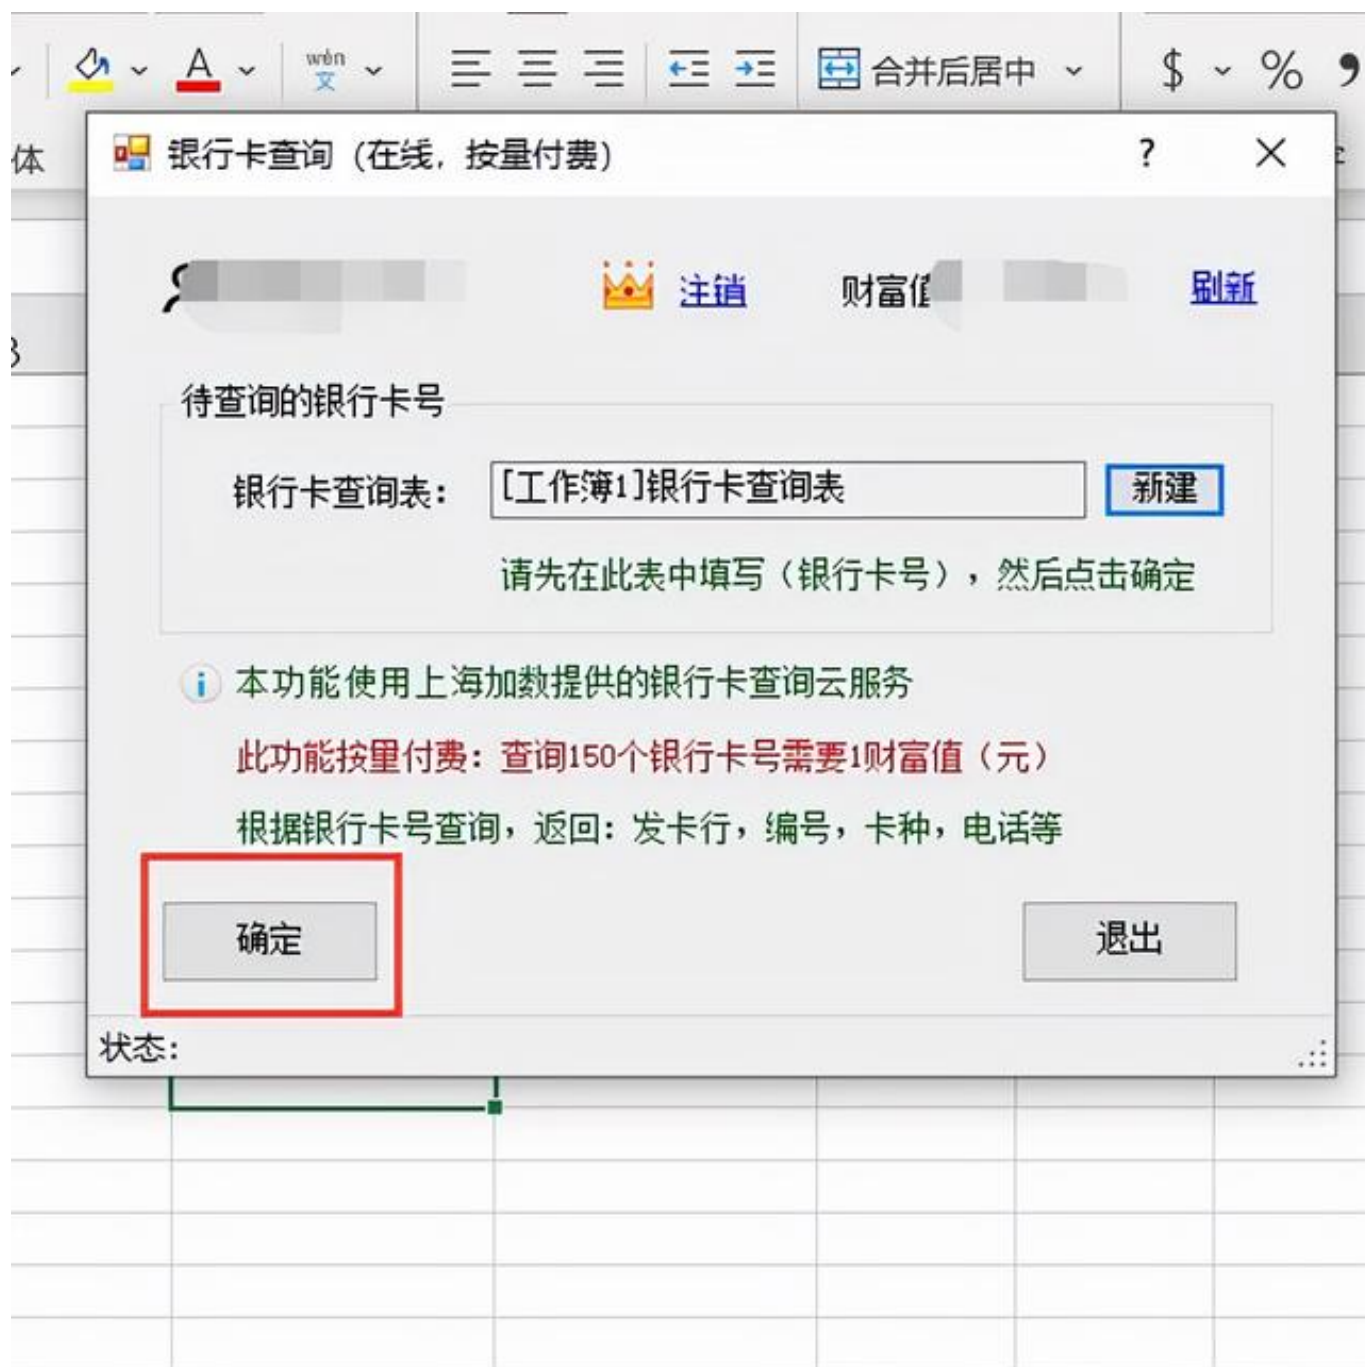 wén
文
合并后居中
$
%
体
银行卡查询（在线，按量付费）
?
注销
财富值
刷新
待查询的银行卡号
银行卡查询表：
[工作簿1]银行卡查询表
新建
请先在此表中填写（银行卡号），然后点击确定
本功能使用上海加数提供的银行卡查询云服务
此功能按量付费：查询150个银行卡号需要1财富值（元）
根据银行卡号查询，返回：发卡行，编号，卡种，电话等
确定
退出
状态：